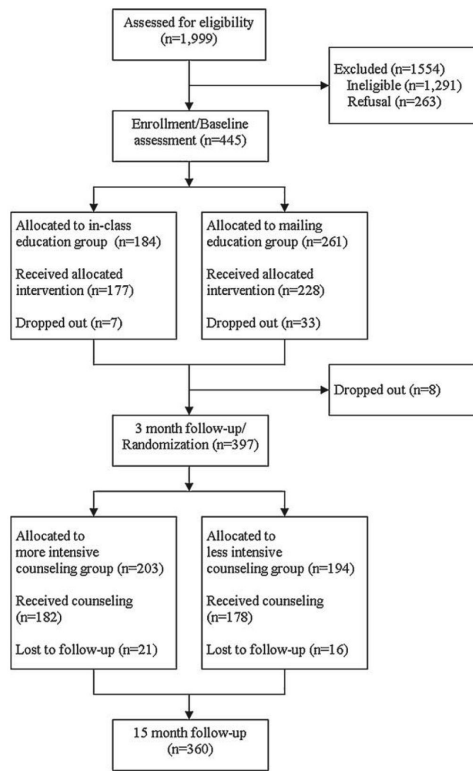 Assessed for eligibility
(n=1,999)
Excluded (n=1554)
Ineligible (n=1,291)
Refusal (n=263)
Enrollment/Baseline
assessment (n=445)
Allocated to in-class
education group (n=184)
Received allocated
intervention (n=177)
Dropped out (n=7)
Allocated to mailing
education group (n=261)
Received allocated
intervention (n=228)
Dropped out (n=33)
Dropped out (n=8)
3 month follow-up/
Randomization (n=397)
Allocated to
more intensive
counseling group (n=203)
Received counseling
(n=182)
Lost to follow-up (n=21)
Allocated to
less intensive
counseling group (n=194)
Received counseling
(n=178)
Lost to follow-up (n=16)
15 month follow-up
(n=360)